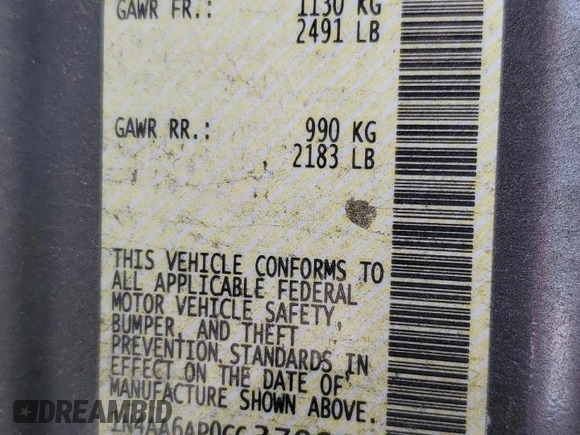 GAWR FR.: 1130 KG
2491 LB
GAWR RR.: 990 KG
2183 LB
THIS VEHICLE CONFORMS TO
ALL APPLICABLE FEDERAL
MOTOR VEHICLE SAFETY,
BUMPER, AND THEFT
PREVENTION STANDARDS IN
EFFECT ON THE DATE OF
MANUFACTURE SHOWN ABOVE.
DREAMBID